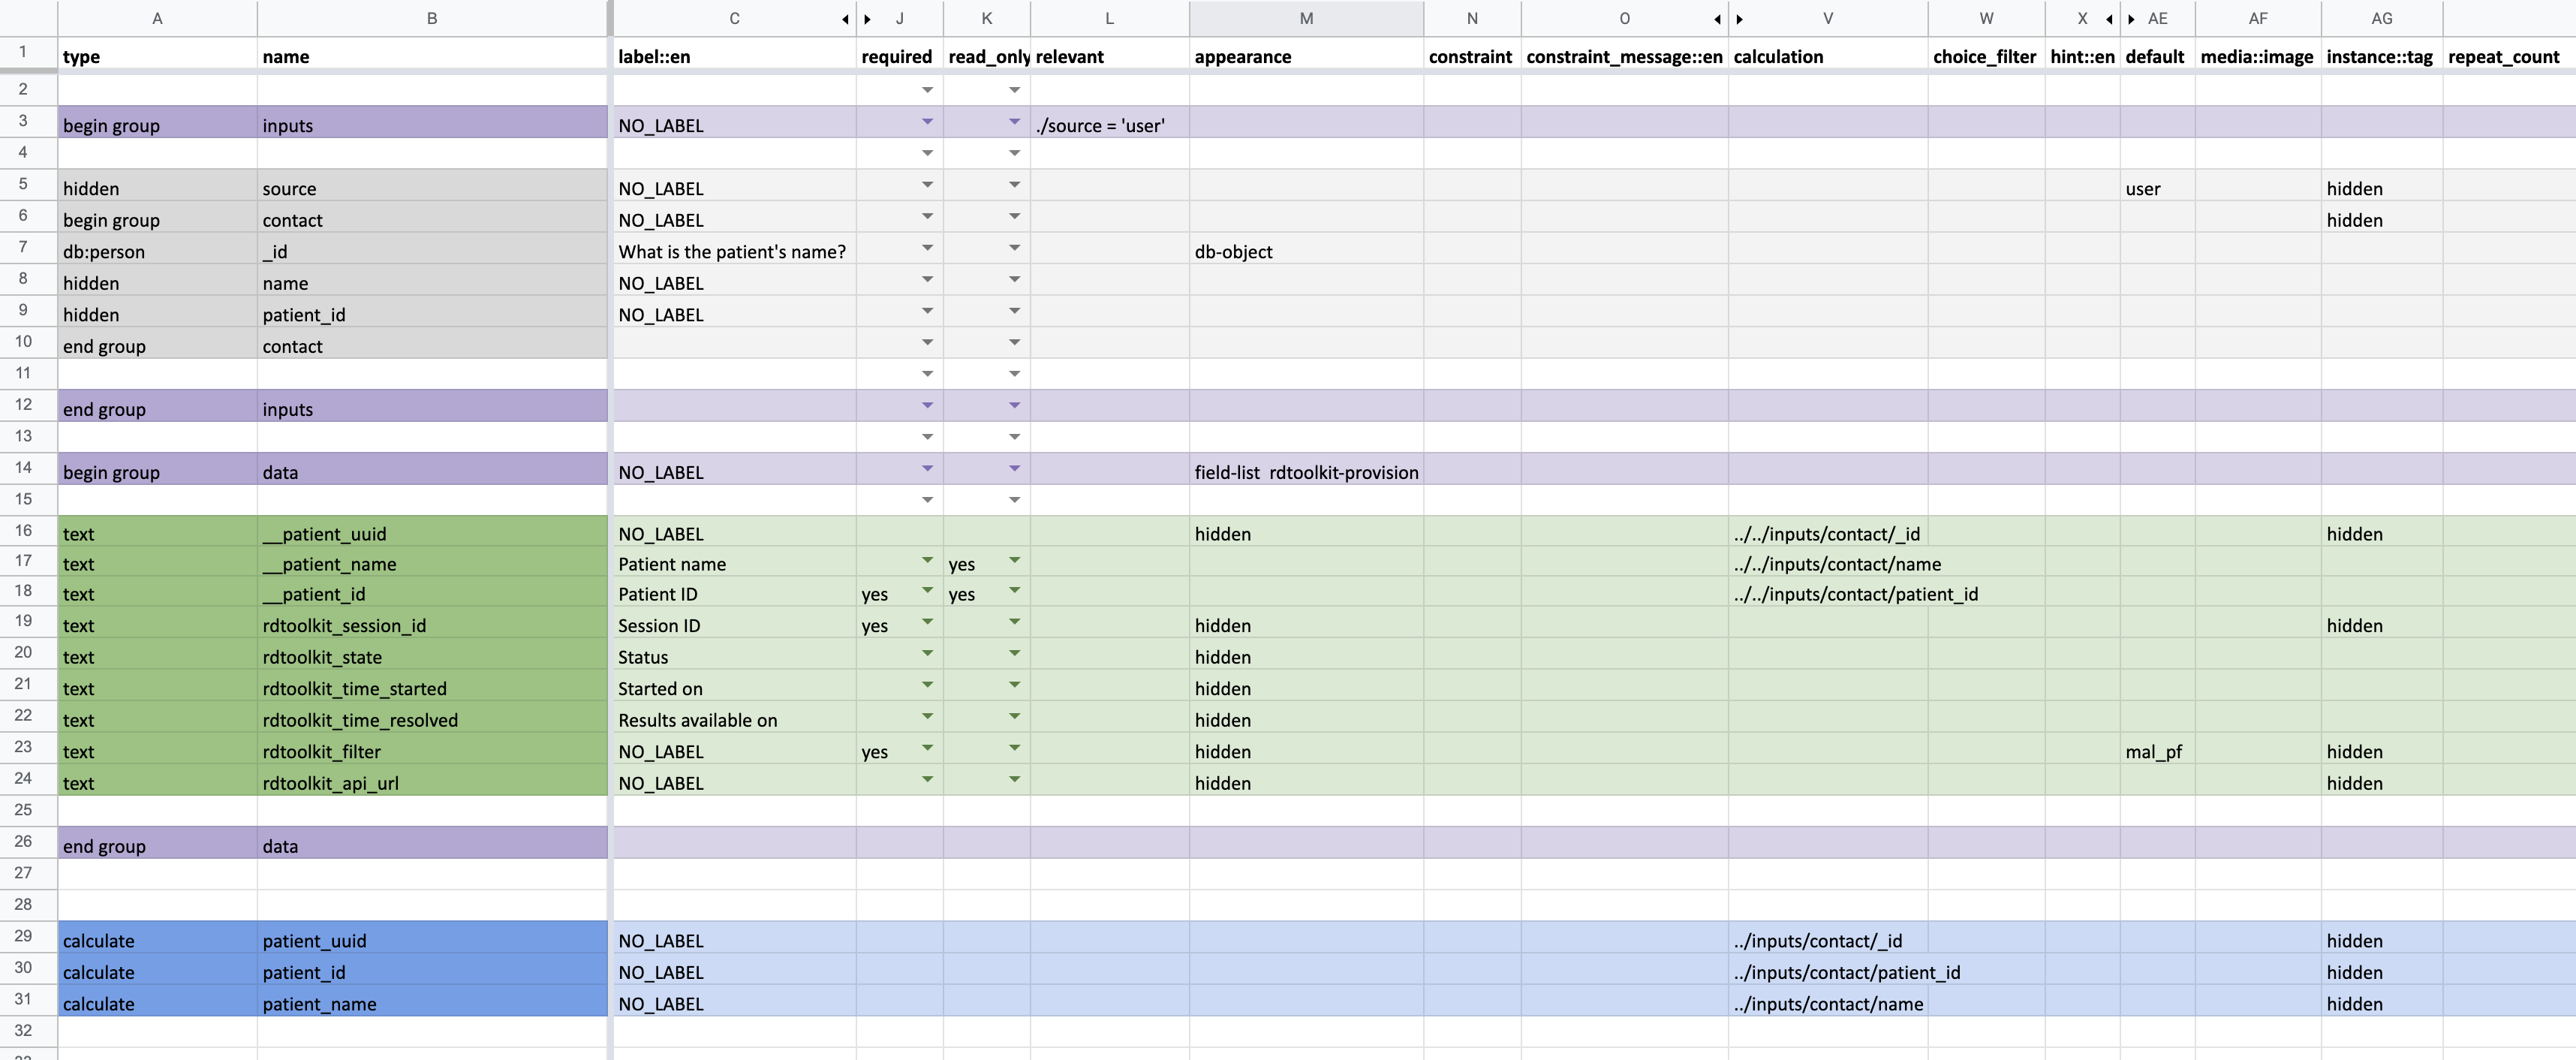 A B C J K L M N O V W X AE AF AG
1 type name label::en required read_only relevant appearance constraint constraint_message::en calculation choice_filter hint::en default media::image instance::tag repeat_count
2
3 begin group inputs NO_LABEL ./source = 'user'
4
5 hidden source NO_LABEL user hidden
6 begin group contact NO_LABEL hidden
7 db:person _id What is the patient's name? db-object
8 hidden name NO_LABEL
9 hidden patient_id NO_LABEL
10 end group contact
11
12 end group inputs
13
14 begin group data NO_LABEL field-list rdtoolkit-provision
15
16 text __patient_uuid NO_LABEL hidden ../../inputs/contact/_id hidden
17 text __patient_name Patient name yes ../../inputs/contact/name
18 text __patient_id Patient ID yes yes ../../inputs/contact/patient_id
19 text rdtoolkit_session_id Session ID yes hidden hidden
20 text rdtoolkit_state Status hidden
21 text rdtoolkit_time_started Started on hidden
22 text rdtoolkit_time_resolved Results available on hidden
23 text rdtoolkit_filter NO_LABEL yes hidden mal_pf hidden
24 text rdtoolkit_api_url NO_LABEL hidden hidden
25
26 end group data
27
28
29 calculate patient_uuid NO_LABEL ../inputs/contact/_id hidden
30 calculate patient_id NO_LABEL ../inputs/contact/patient_id hidden
31 calculate patient_name NO_LABEL ../inputs/contact/name hidden
32